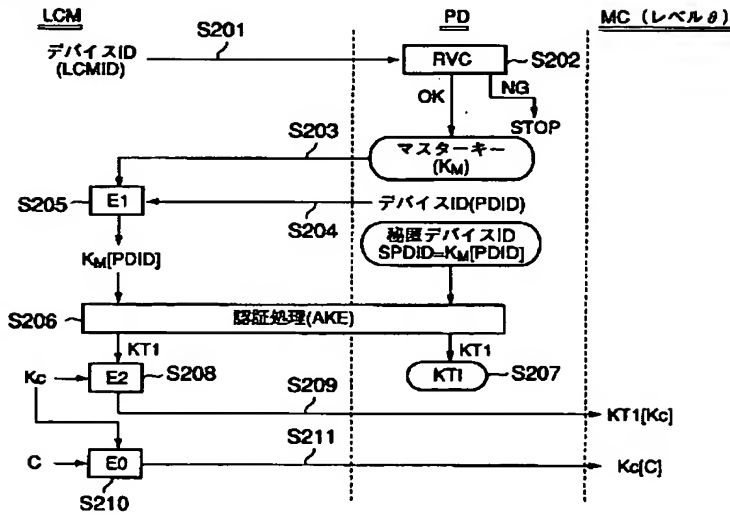 LCM
PD
MC (レベルθ)
S201
デバイスID
(LCMID)
RVC
S202
OK
NG
STOP
S203
マスターキー
(KM)
S205
E1
デバイスID(PDID)
S204
秘匿デバイスID
SPDID=KM[PDID]
KM[PDID]
S206
認証処理(AKE)
KT1
KT1
Kc
E2
S208
KTI
S207
S209
KT1[Kc]
S211
C
E0
Kc[C]
S210